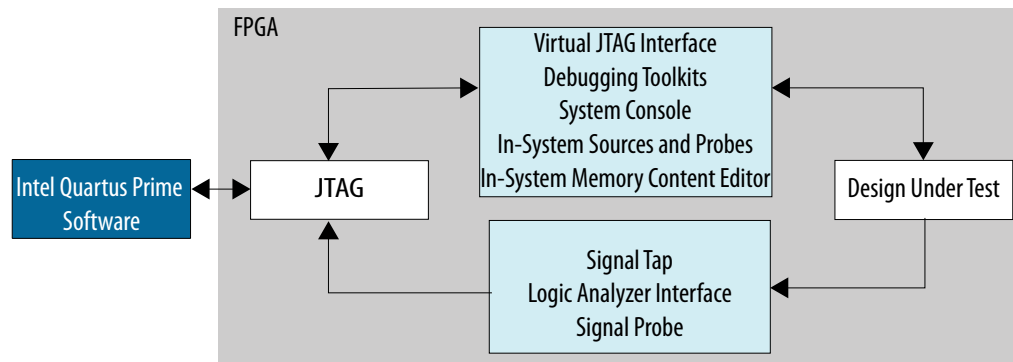 FPGA
Virtual JTAG Interface
Debugging Toolkits
System Console
In-System Sources and Probes
In-System Memory Content Editor
Intel Quartus Prime
Software
JTAG
Design Under Test
Signal Tap
Logic Analyzer Interface
Signal Probe